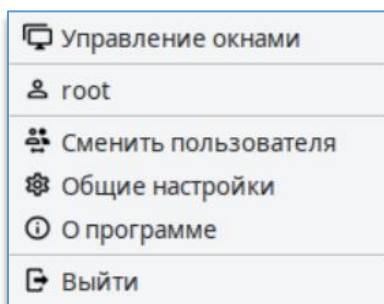 Управление окнами
root
Сменить пользователя
Общие настройки
О программе
Выйти